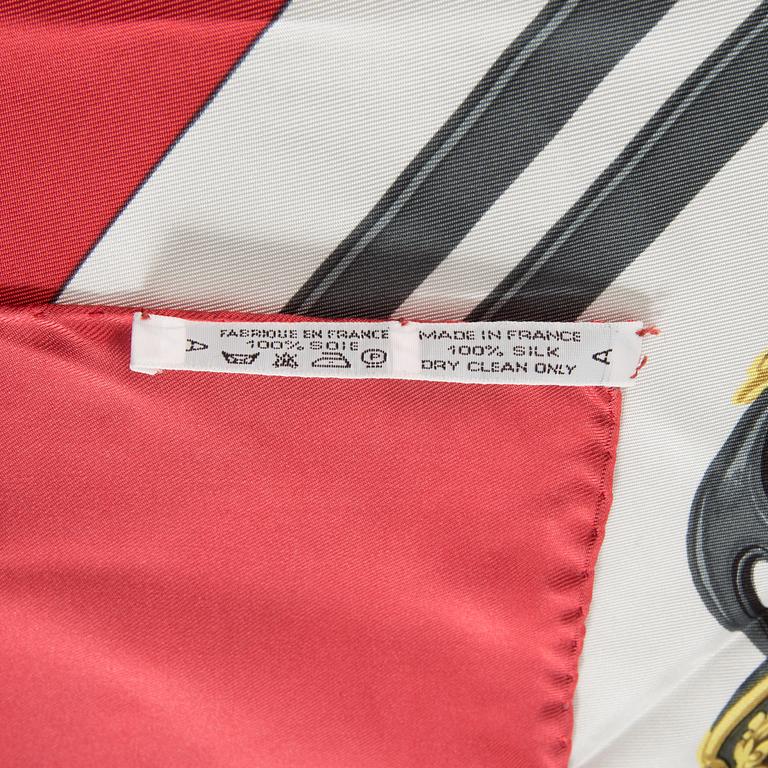 A
FABRIQUE EN FRANCE
100% SOIE
MADE IN FRANCE
100% SILK
DRY CLEAN ONLY
A